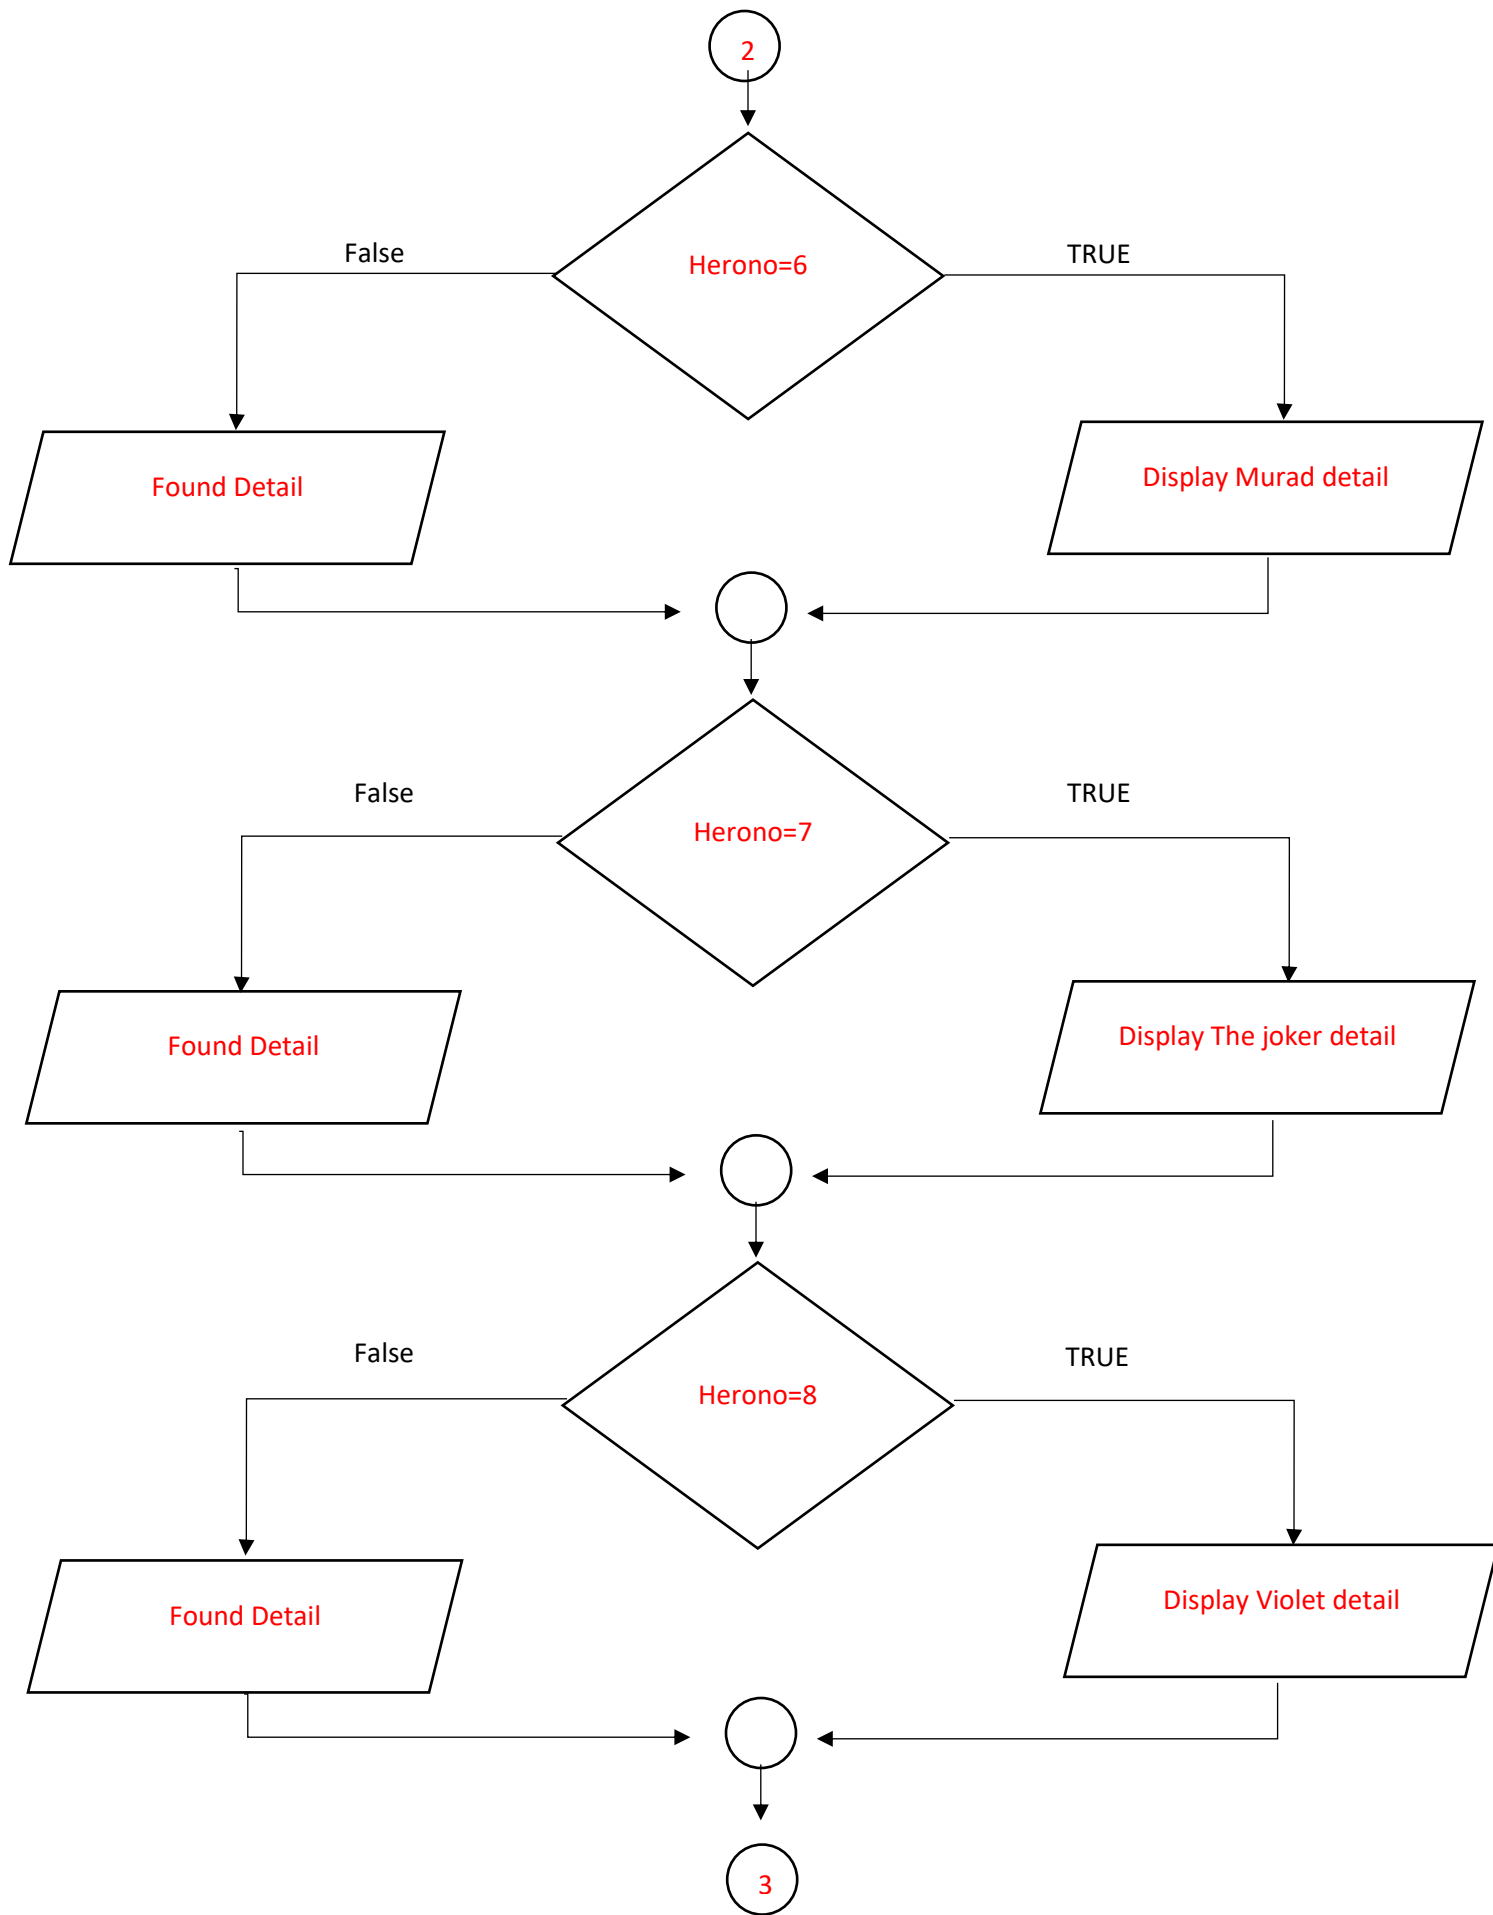 2
False
Herono=6
TRUE
Found Detail
Display Murad detail
False
Herono=7
TRUE
Found Detail
Display The joker detail
False
Herono=8
TRUE
Found Detail
Display Violet detail
3